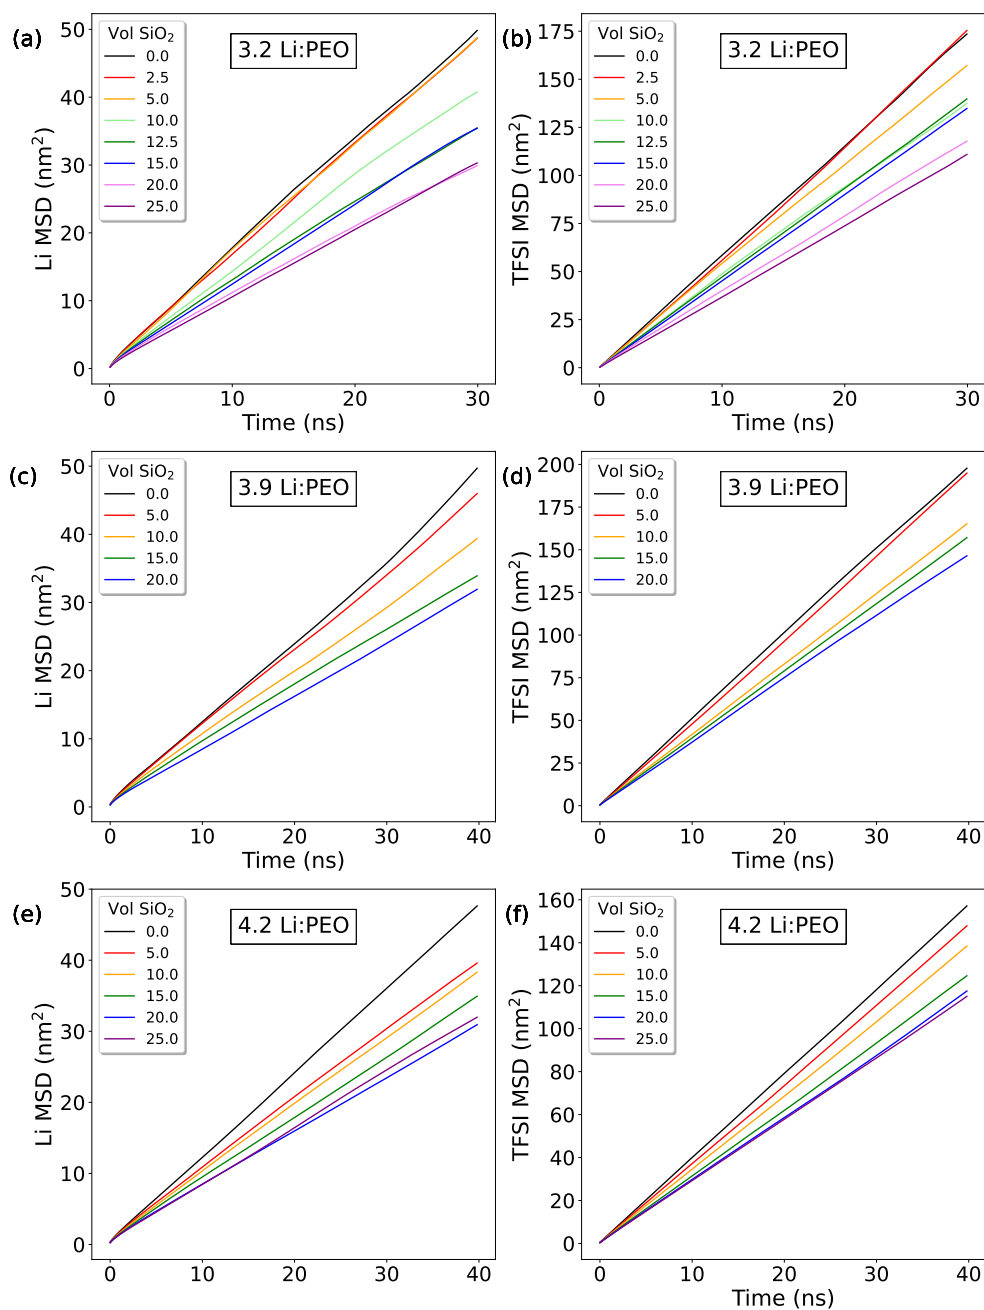 (a)
3.2 Li:PEO
Vol SiO₂
0.0
2.5
5.0
10.0
12.5
15.0
20.0
25.0
Li MSD (nm²)
50
40
30
20
10
0
0 10 20 30
Time (ns)
(b)
3.2 Li:PEO
Vol SiO₂
0.0
2.5
5.0
10.0
12.5
15.0
20.0
25.0
TFSI MSD (nm²)
175
150
125
100
75
50
25
0
0 10 20 30
Time (ns)
(c)
3.9 Li:PEO
Vol SiO₂
0.0
5.0
10.0
15.0
20.0
Li MSD (nm²)
50
40
30
20
10
0
0 10 20 30 40
Time (ns)
(d)
3.9 Li:PEO
Vol SiO₂
0.0
5.0
10.0
15.0
20.0
TFSI MSD (nm²)
200
175
150
125
100
75
50
25
0
0 10 20 30 40
Time (ns)
(e)
4.2 Li:PEO
Vol SiO₂
0.0
5.0
10.0
15.0
20.0
25.0
Li MSD (nm²)
50
40
30
20
10
0
0 10 20 30 40
Time (ns)
(f)
4.2 Li:PEO
Vol SiO₂
0.0
5.0
10.0
15.0
20.0
25.0
TFSI MSD (nm²)
160
140
120
100
80
60
40
20
0
0 10 20 30 40
Time (ns)